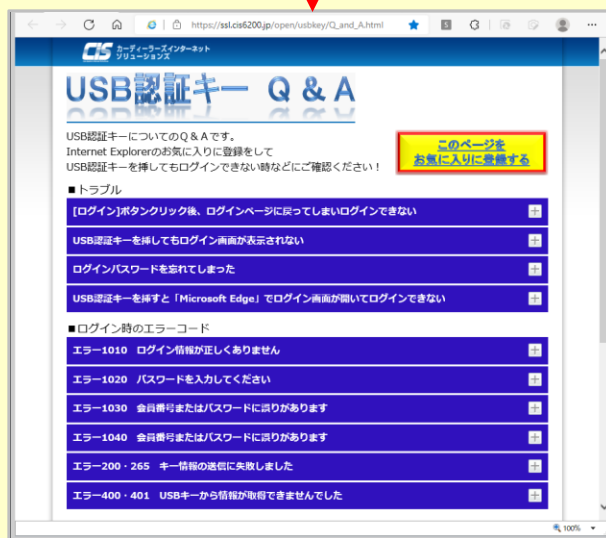 https://ssl.cis6200.jp/open/usbkey/Q_and_A.html
CIS カーディーラーズインターネット
ソリューションズ
USB認証キー Q & A
USB認証キーについてのQ&Aです。
Internet Explorerのお気に入りに登録をして
USB認証キーを挿してもログインできない時などにご確認ください！
このページを
お気に入りに登録する
■トラブル
[ログイン]ボタンクリック後、ログインページに戻ってしまいログインできない
USB認証キーを挿してもログイン画面が表示されない
ログインパスワードを忘れてしまった
USB認証キーを挿すと「Microsoft Edge」でログイン画面が開いてログインできない
■ログイン時のエラーコード
エラー1010 ログイン情報が正しくありません
エラー1020 パスワードを入力してください
エラー1030 会員番号またはパスワードに誤りがあります
エラー1040 会員番号またはパスワードに誤りがあります
エラー200・265 キー情報の送信に失敗しました
エラー400・401 USBキーから情報が取得できませんでした
100%